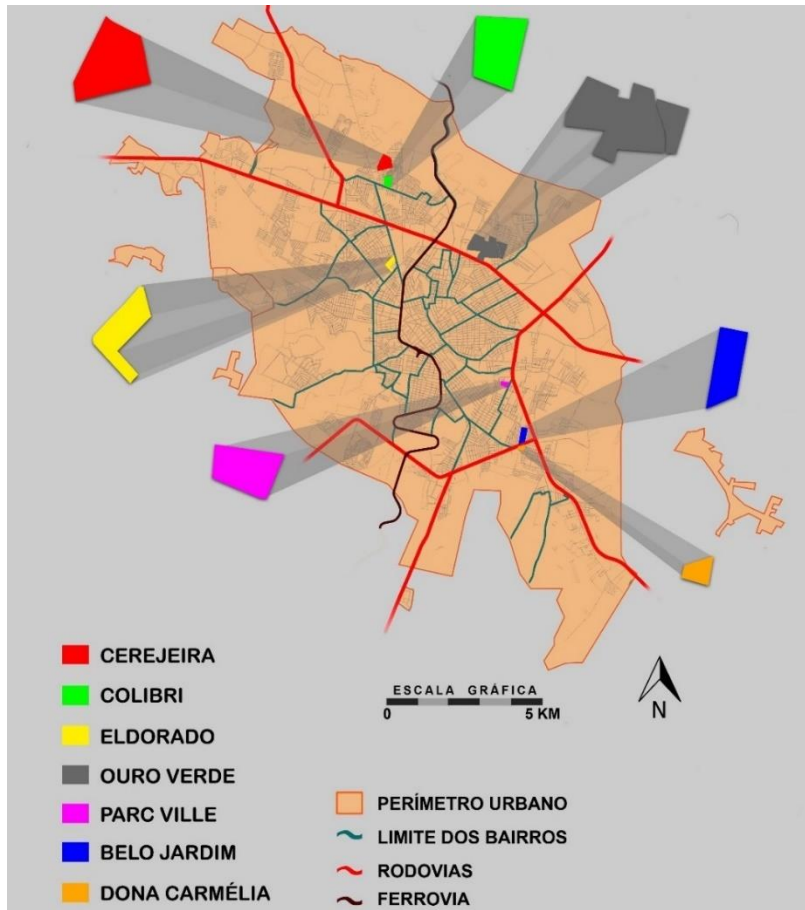 CEREJEIRA
COLIBRI
ELDORADO
OURO VERDE
PARC VILLE
BELO JARDIM
DONA CARMÉLIA
ESCALA GRÁFICA
0 5 KM
N
PERÍMETRO URBANO
LIMITE DOS BAIRROS
RODOVIAS
FERROVIA